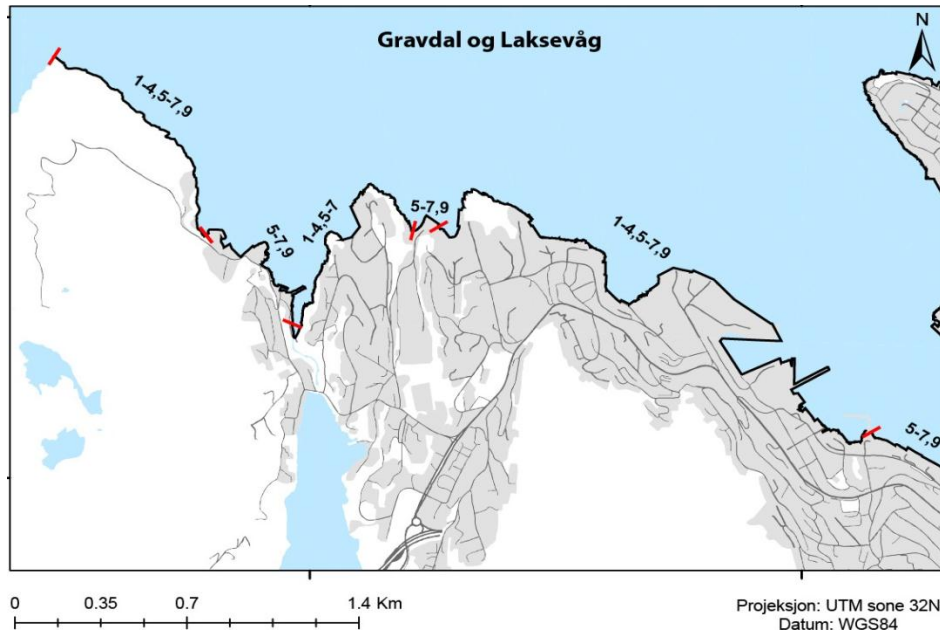 Gravdal og Laksevåg
N
1-4,5-7,9
5-7,9
1-4,5-7
5-7,9
1-4,5-7,9
5-7,9
0 0.35 0.7 1.4 Km
Projeksjon: UTM sone 32N
Datum: WGS84